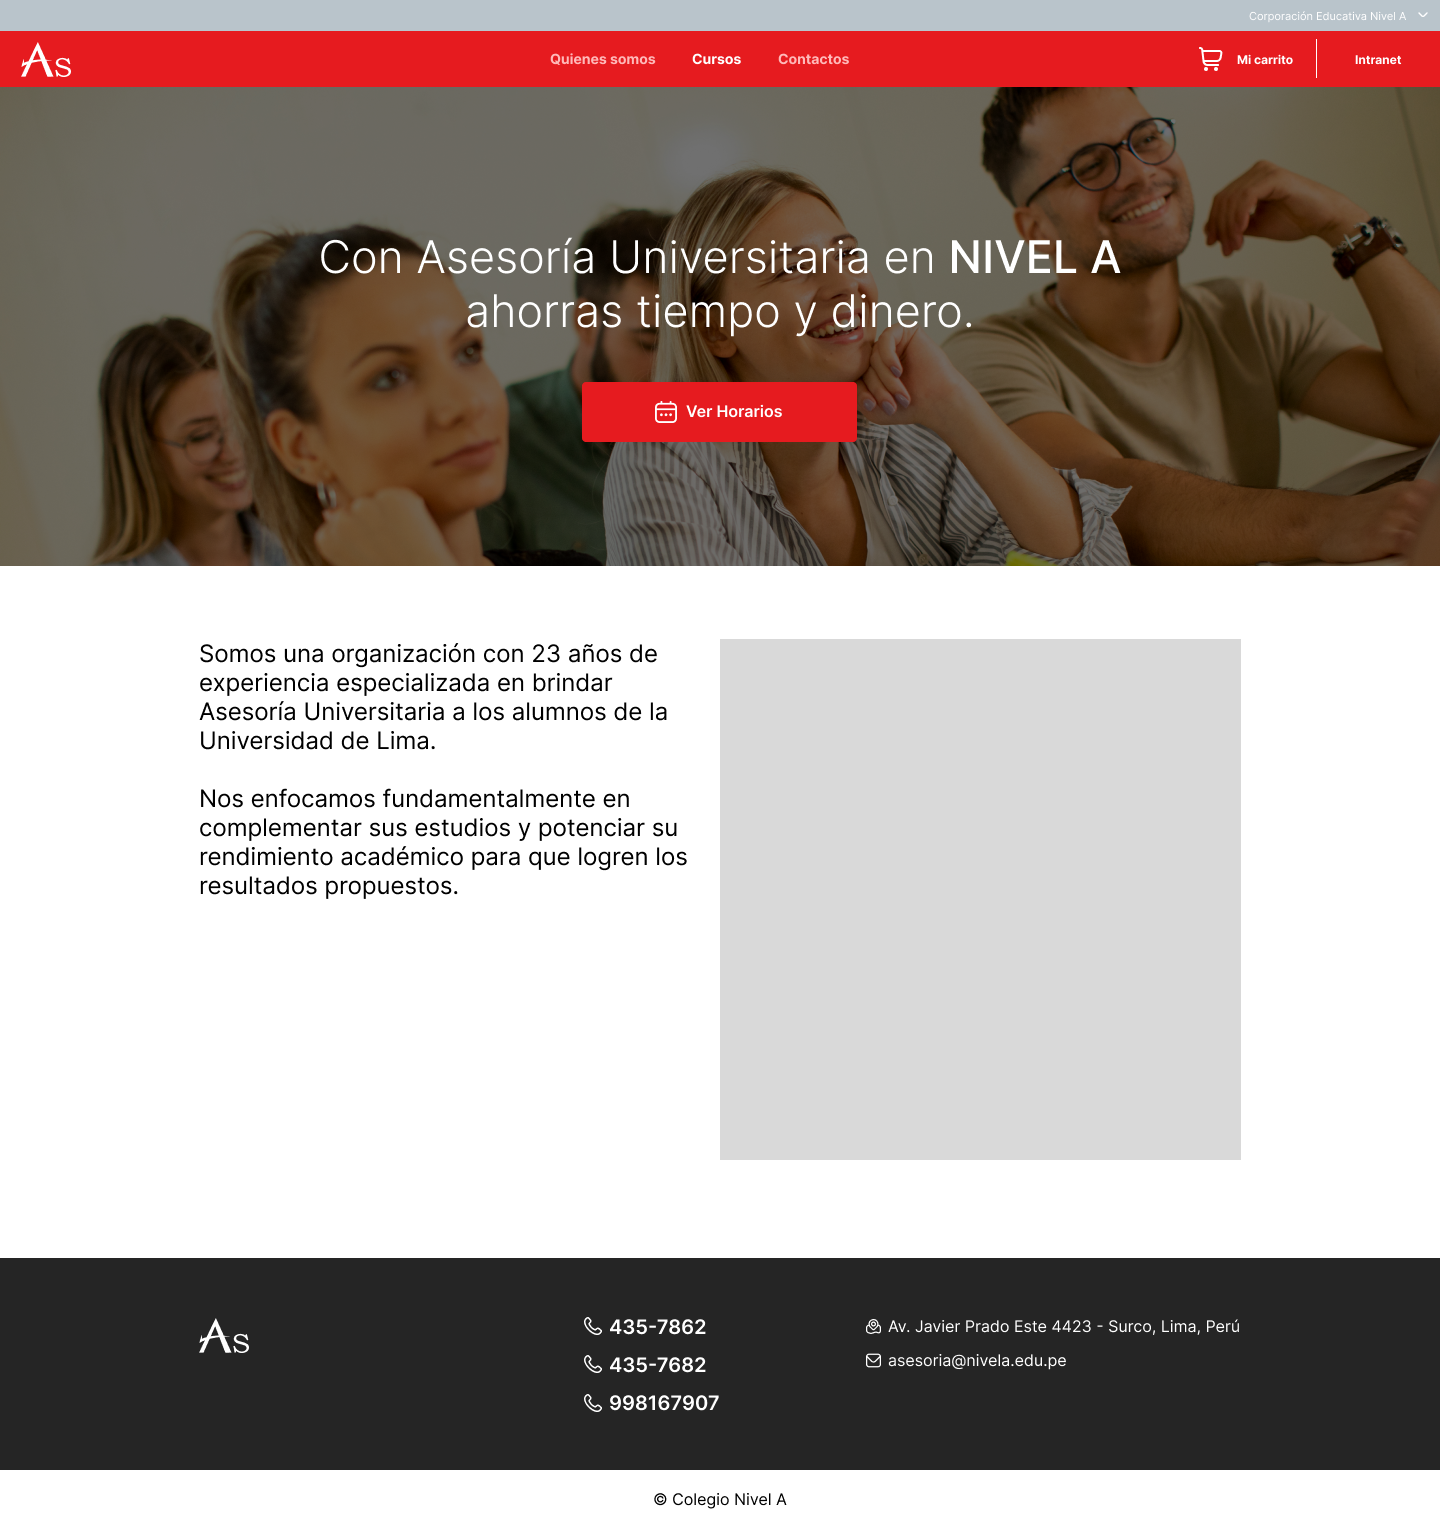 Corporación Educativa Nivel A
As
Quienes somos
Cursos
Contactos
Mi carrito
Intranet
Con Asesoría Universitaria en NIVEL A
ahorras tiempo y dinero.
Ver Horarios
Somos una organización con 23 años de
experiencia especializada en brindar
Asesoría Universitaria a los alumnos de la
Universidad de Lima.
Nos enfocamos fundamentalmente en
complementar sus estudios y potenciar su
rendimiento académico para que logren los
resultados propuestos.
As
435-7862
435-7682
998167907
Av. Javier Prado Este 4423 - Surco, Lima, Perú
asesoria@nivela.edu.pe
© Colegio Nivel A